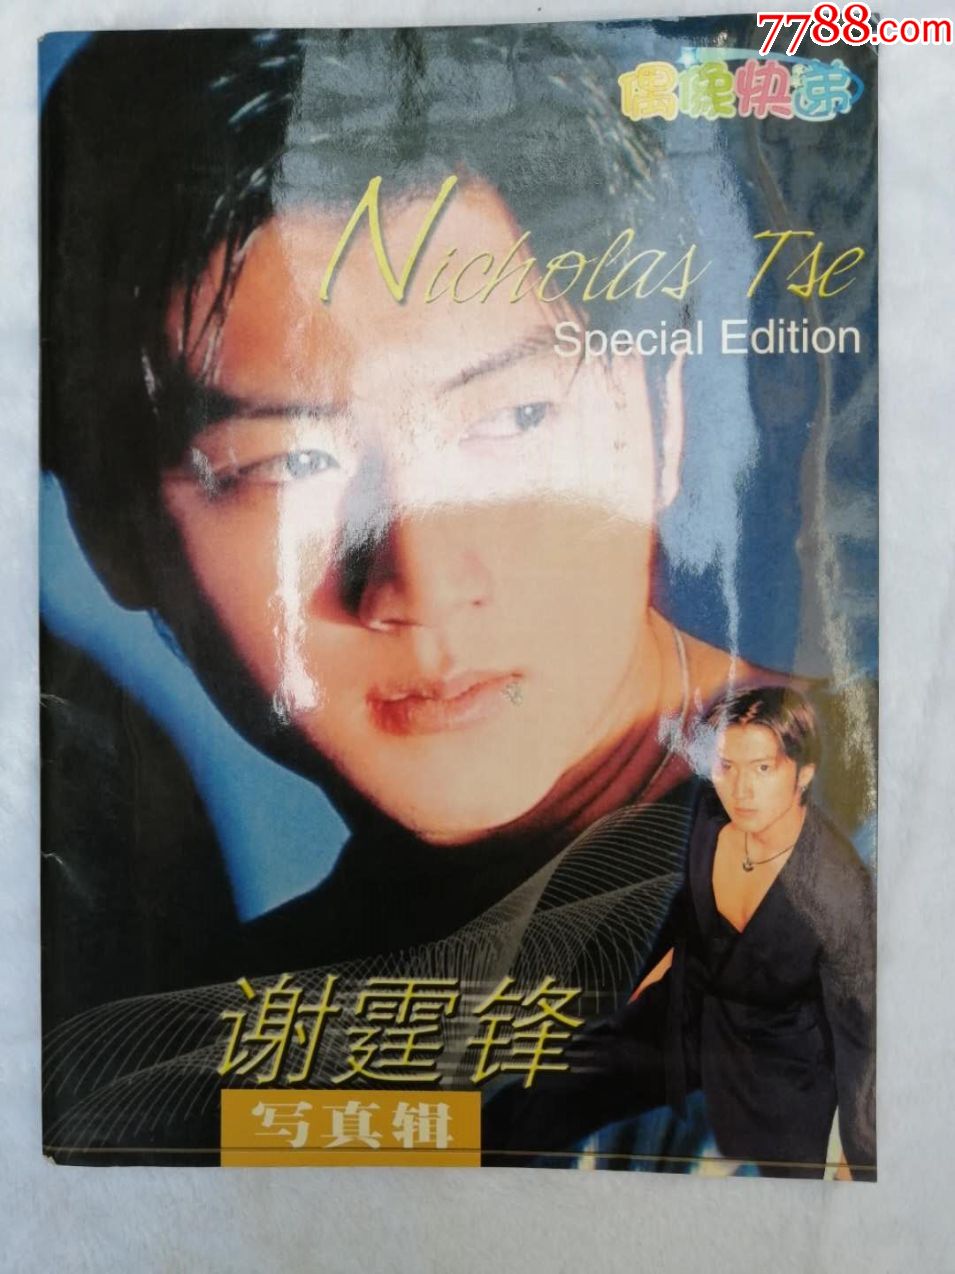 7788.com
偶像快递
Nicholas Tse
Special Edition
谢霆锋
写真辑